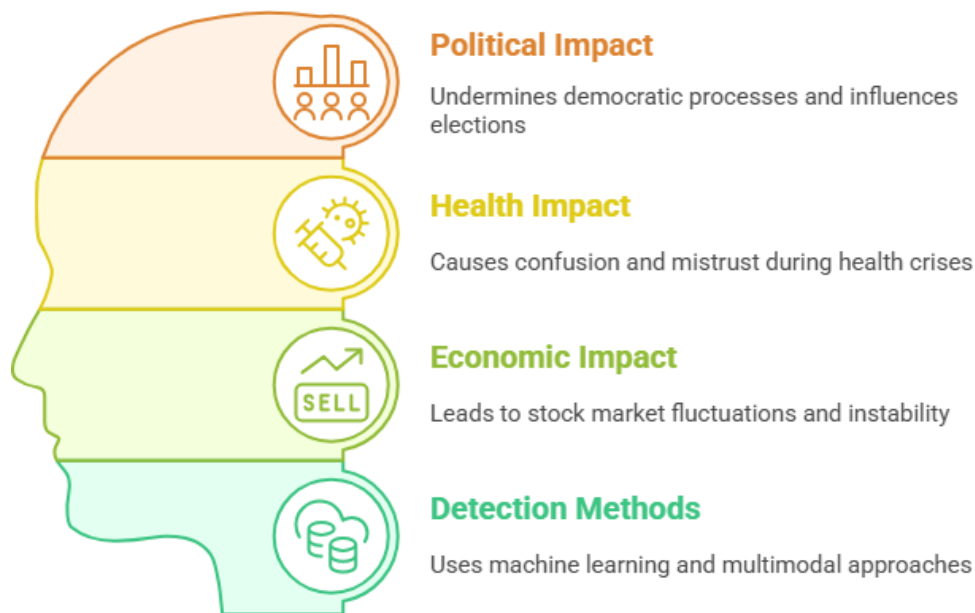 Political Impact
Undermines democratic processes and influences
elections
Health Impact
Causes confusion and mistrust during health crises
Economic Impact
SELL
Leads to stock market fluctuations and instability
Detection Methods
Uses machine learning and multimodal approaches